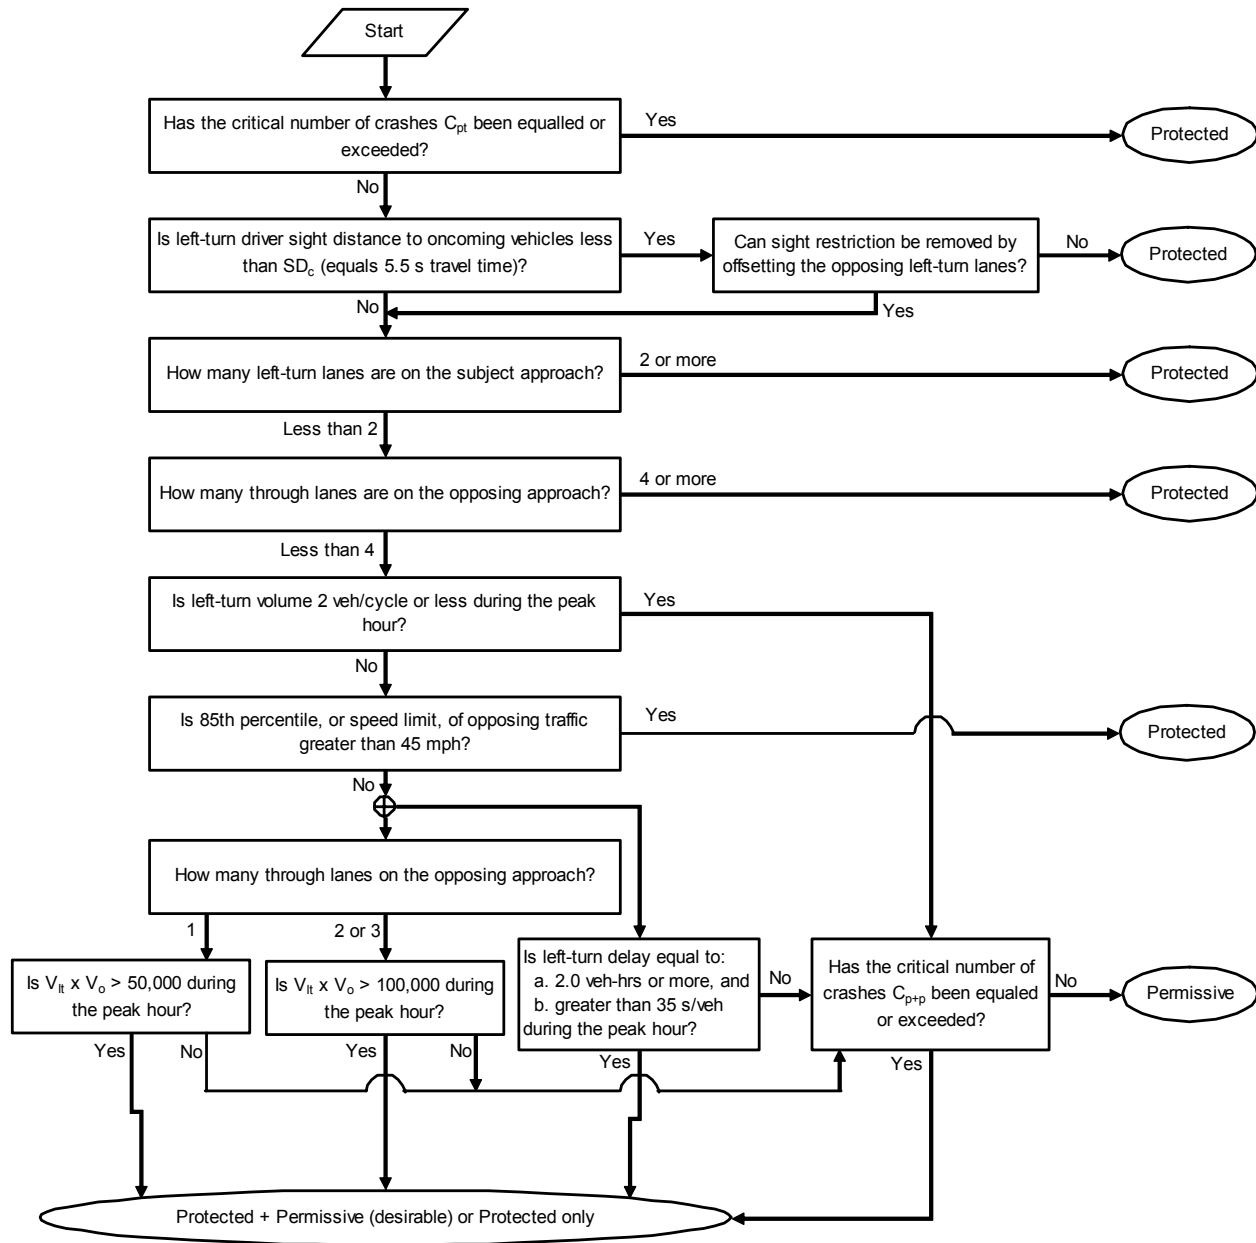 Start
Has the critical number of crashes Cpt been equalled or
exceeded?
Yes
Protected
No
Is left-turn driver sight distance to oncoming vehicles less
than SDc (equals 5.5 s travel time)?
Yes
Can sight restriction be removed by
offsetting the opposing left-turn lanes?
No
Protected
No
Yes
How many left-turn lanes are on the subject approach?
2 or more
Protected
Less than 2
How many through lanes are on the opposing approach?
4 or more
Protected
Less than 4
Is left-turn volume 2 veh/cycle or less during the peak
hour?
Yes
No
Is 85th percentile, or speed limit, of opposing traffic
greater than 45 mph?
Yes
Protected
No
How many through lanes on the opposing approach?
1
2 or 3
Is Vlt x Vo > 50,000 during
the peak hour?
Is Vlt x Vo > 100,000 during
the peak hour?
Is left-turn delay equal to:
a. 2.0 veh-hrs or more, and
b. greater than 35 s/veh
during the peak hour?
No
Has the critical number of
crashes Cp+p been equaled
or exceeded?
No
Permissive
Yes
No
Yes
No
Yes
Yes
Protected + Permissive (desirable) or Protected only